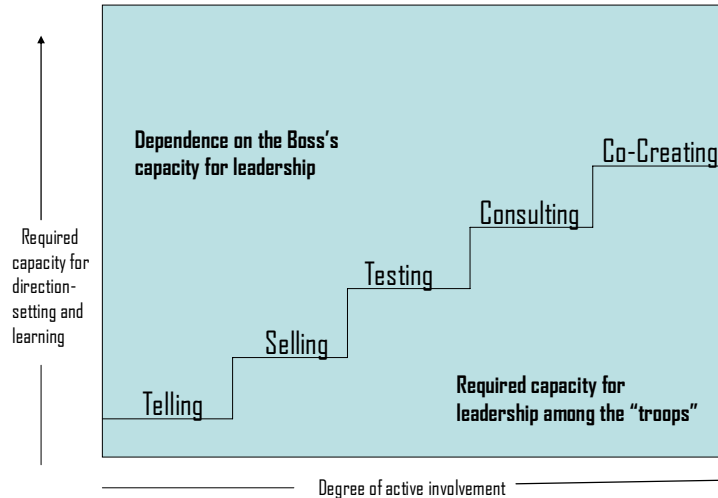 Dependence on the Boss's
capacity for leadership
Co-Creating
Consulting
Testing
Selling
Telling
Required
capacity for
direction-
setting and
learning
Required capacity for
leadership among the “troops”
Degree of active involvement